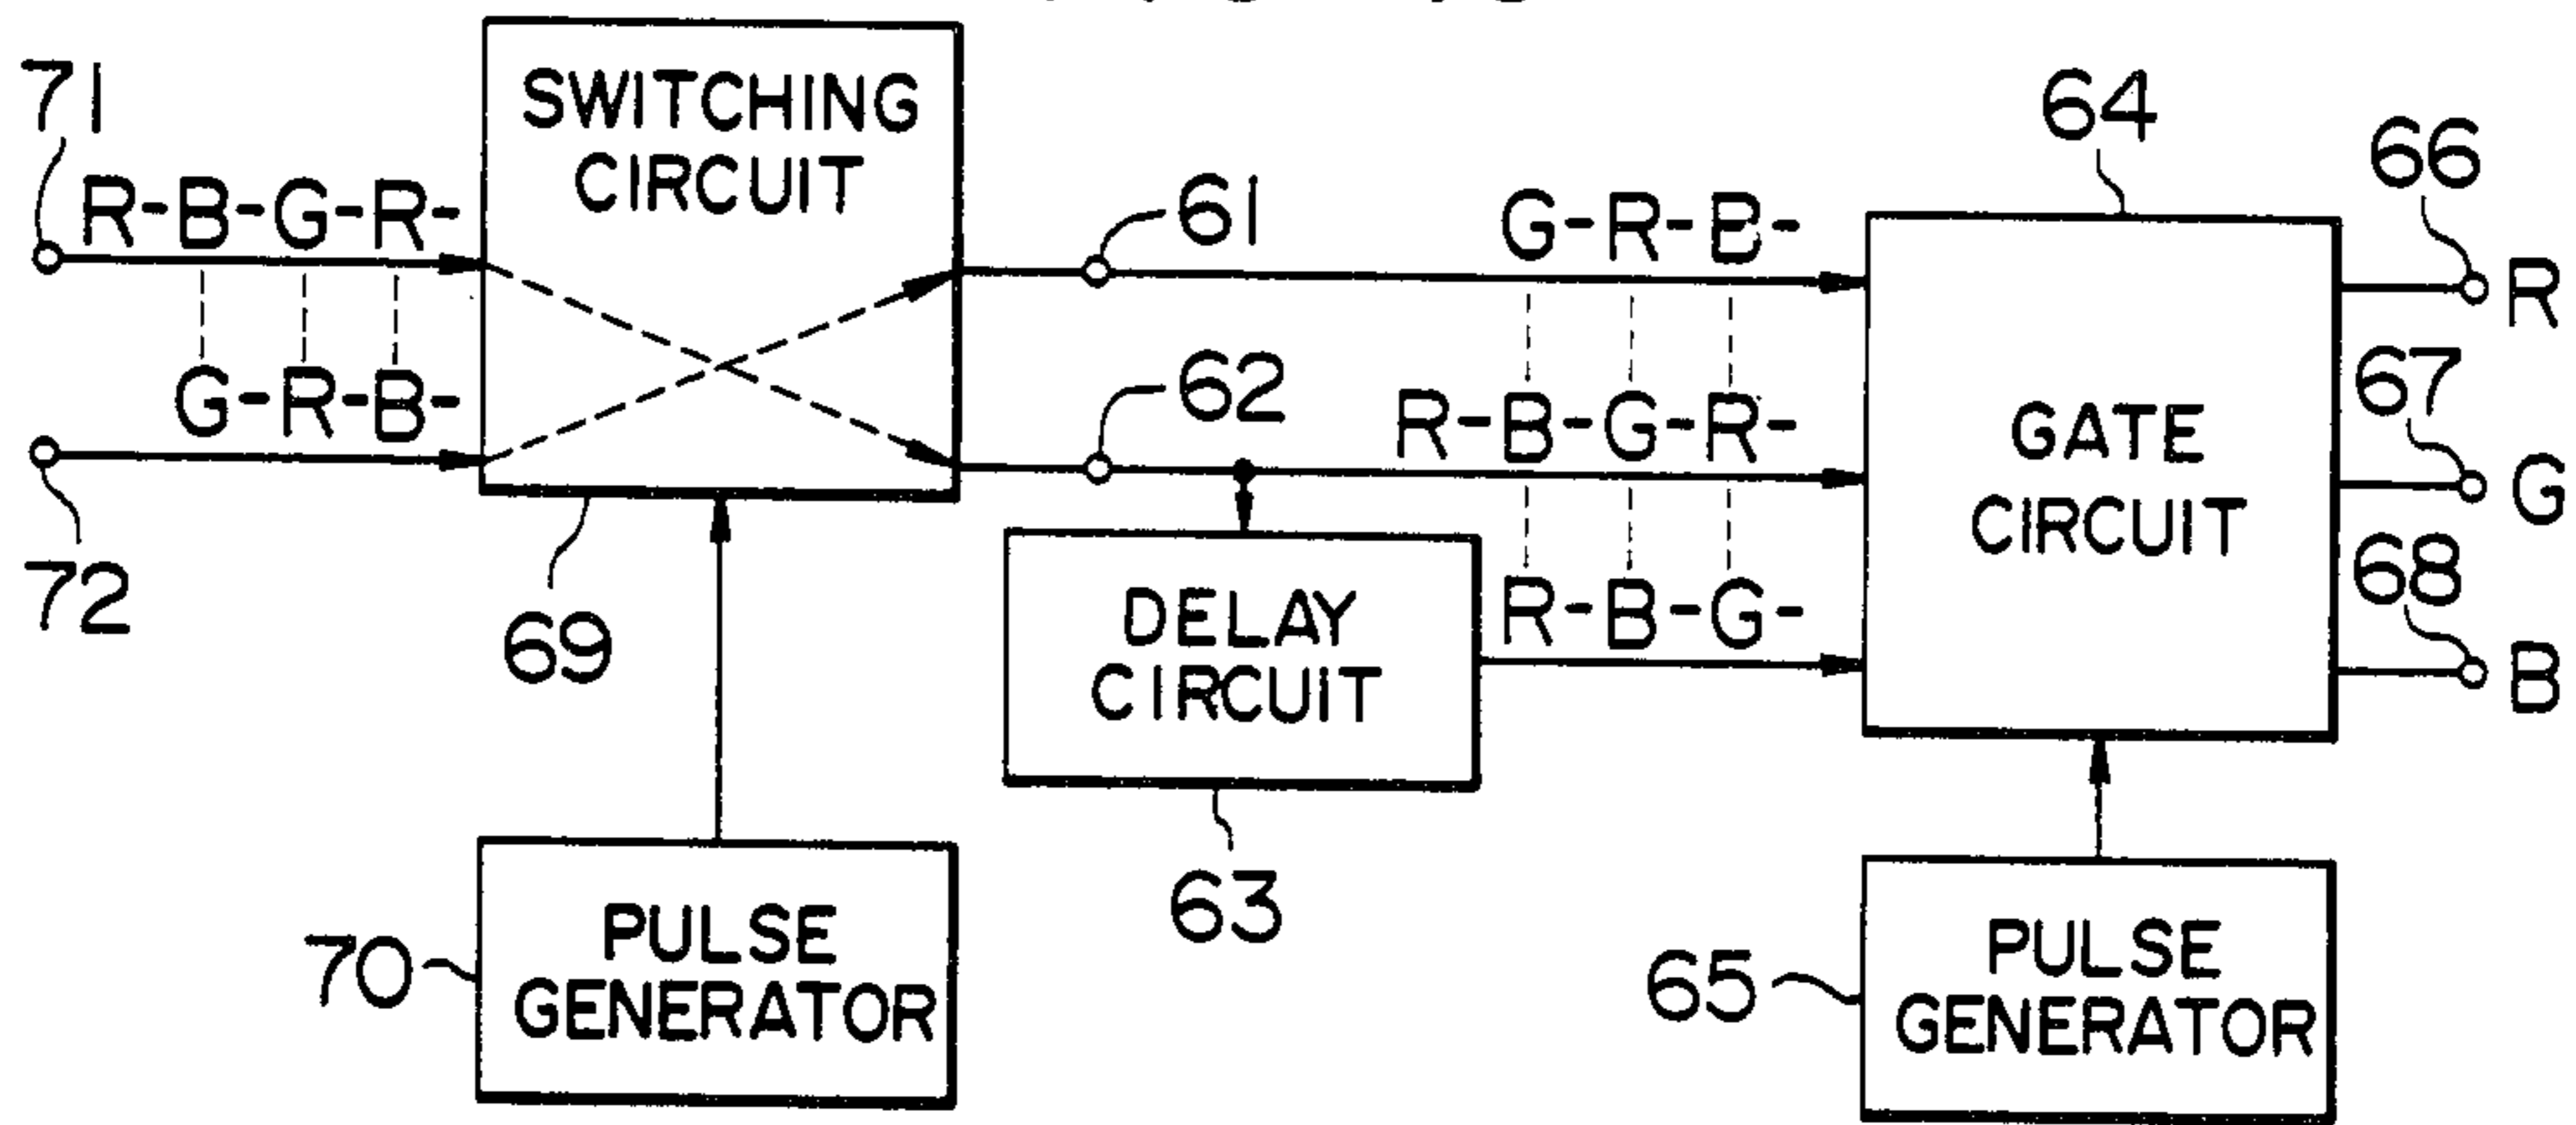 71
R-B-G-R-
G-R-B-
72
SWITCHING
CIRCUIT
69
70
PULSE
GENERATOR
61
62
G-R-B-
R-B-G-R-
R-B-G-
DELAY
CIRCUIT
63
64
GATE
CIRCUIT
65
PULSE
GENERATOR
66
R
67
G
68
B